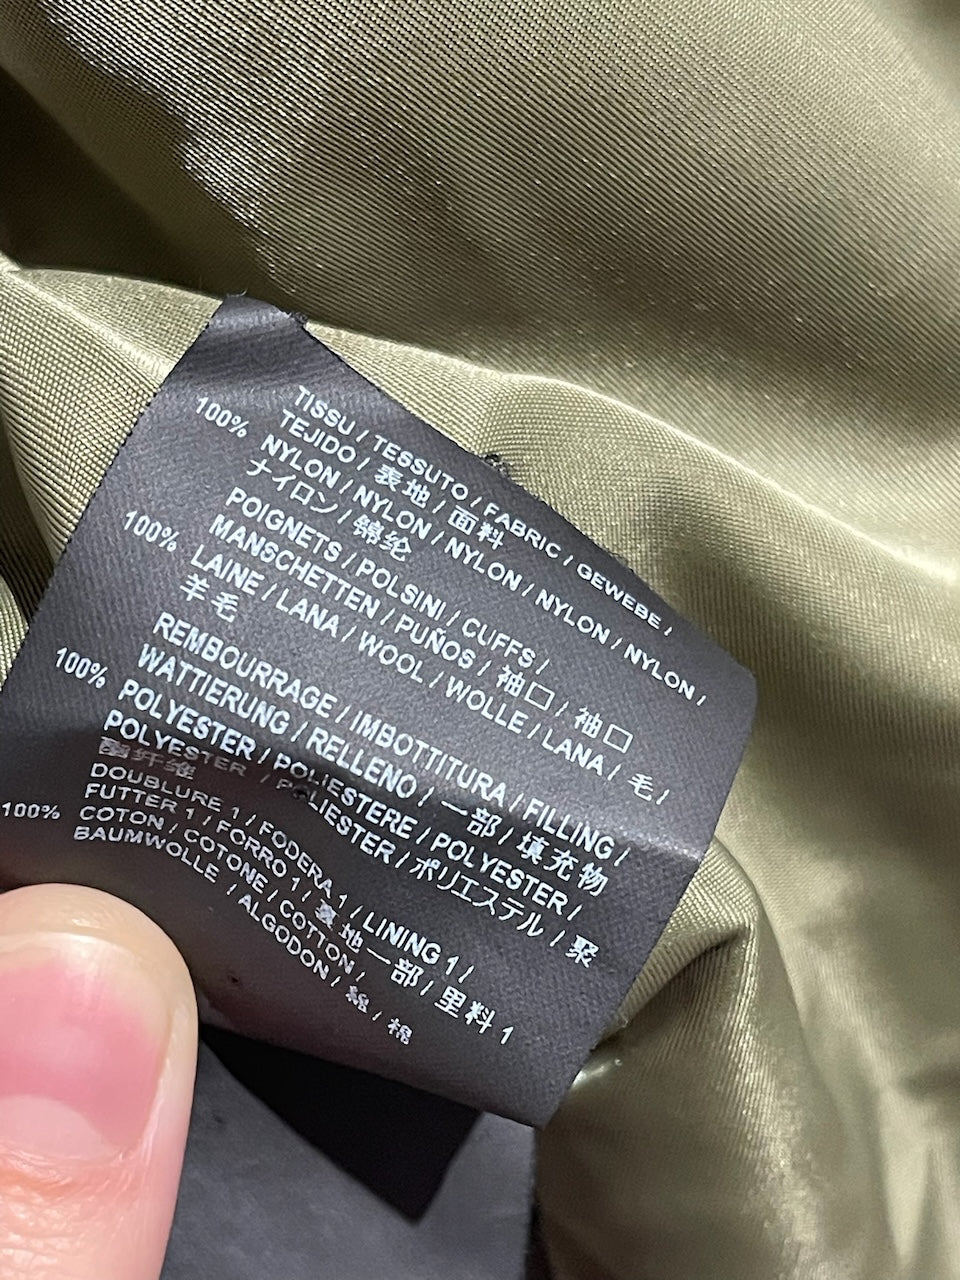 TISSU / TESSUTO / FABRIC / GEWEBE /
TEJIDO / 表地 / 面料
100% NYLON / NYLON / NYLON / NYLON / NYLON /
ナイロン / 锦纶
POIGNETS / POLSINI / CUFFS /
MANSCHETTEN / PUÑOS / 袖口 / 袖口
100% LAINE / LANA / WOOL / WOLLE / LANA / 毛 /
羊毛
REMBOURRAGE / IMBOTTITURA / FILLING /
WATTIERUNG / RELLENO / 一部 / 填充物
100% POLYESTER / POLIESTERE / POLYESTER /
POLYESTER / POLIESTER / ポリエステル / 聚
酯纤维
DOUBLURE 1 / FODERA 1 / LINING 1 /
FUTTER 1 / FORRO 1 / 裏地一部 / 里料 1
100% COTON / COTONE / COTTON /
BAUMWOLLE / ALGODON / 綿 / 棉